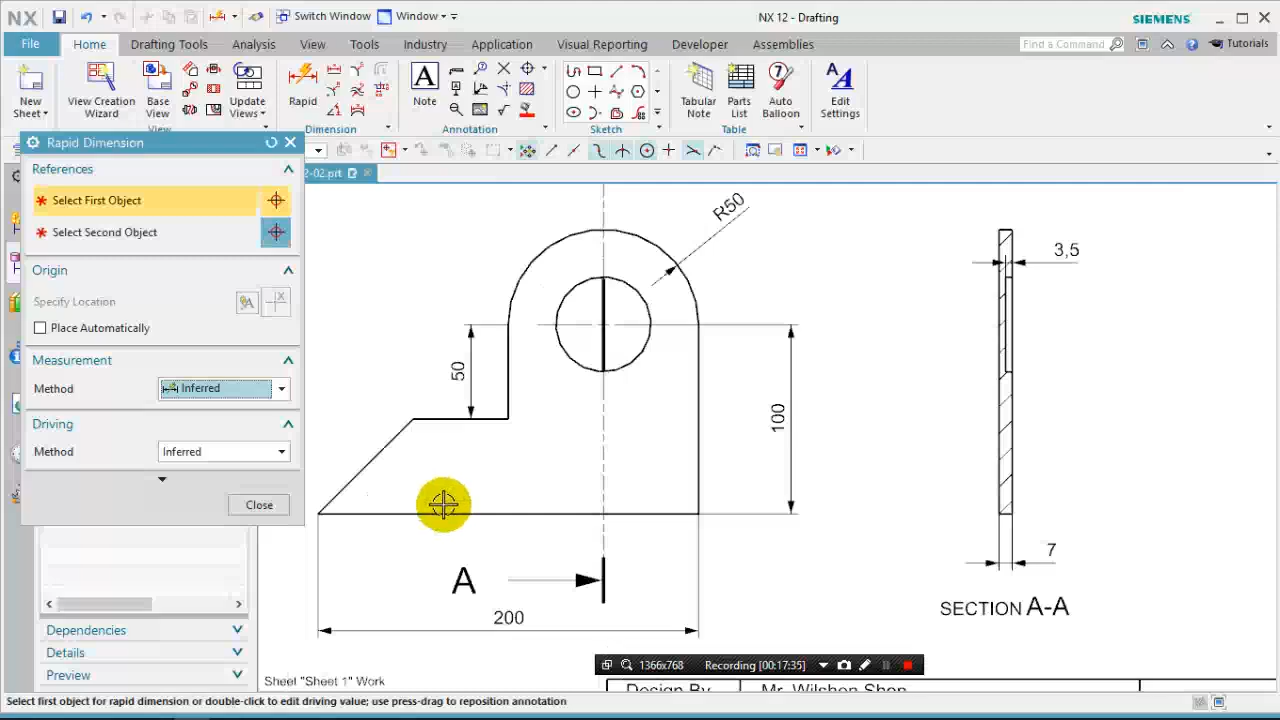 NX
Switch Window
Window
NX 12 - Drafting
SIEMENS
File
Home
Drafting Tools
Analysis
View
Tools
Industry
Application
Visual Reporting
Developer
Assemblies
Find a Command
Tutorials
New
Sheet
View Creation
Wizard
Base
View
Update
Views
Rapid
Note
Tabular
Note
Parts
List
Auto
Balloon
Edit
Settings
View
Dimension
Annotation
Sketch
Table
Rapid Dimension
2-02.prt
References
Select First Object
Select Second Object
Origin
Specify Location
Place Automatically
Measurement
Method
Inferred
Driving
Method
Inferred
Close
Dependencies
Details
Preview
R50
3,5
50
100
A
200
7
SECTION A-A
1366x768
Recording [00:17:35]
Sheet "Sheet 1" Work
Design By
Mr. Wilshon Shop
Select first object for rapid dimension or double-click to edit driving value; use press-drag to reposition annotation